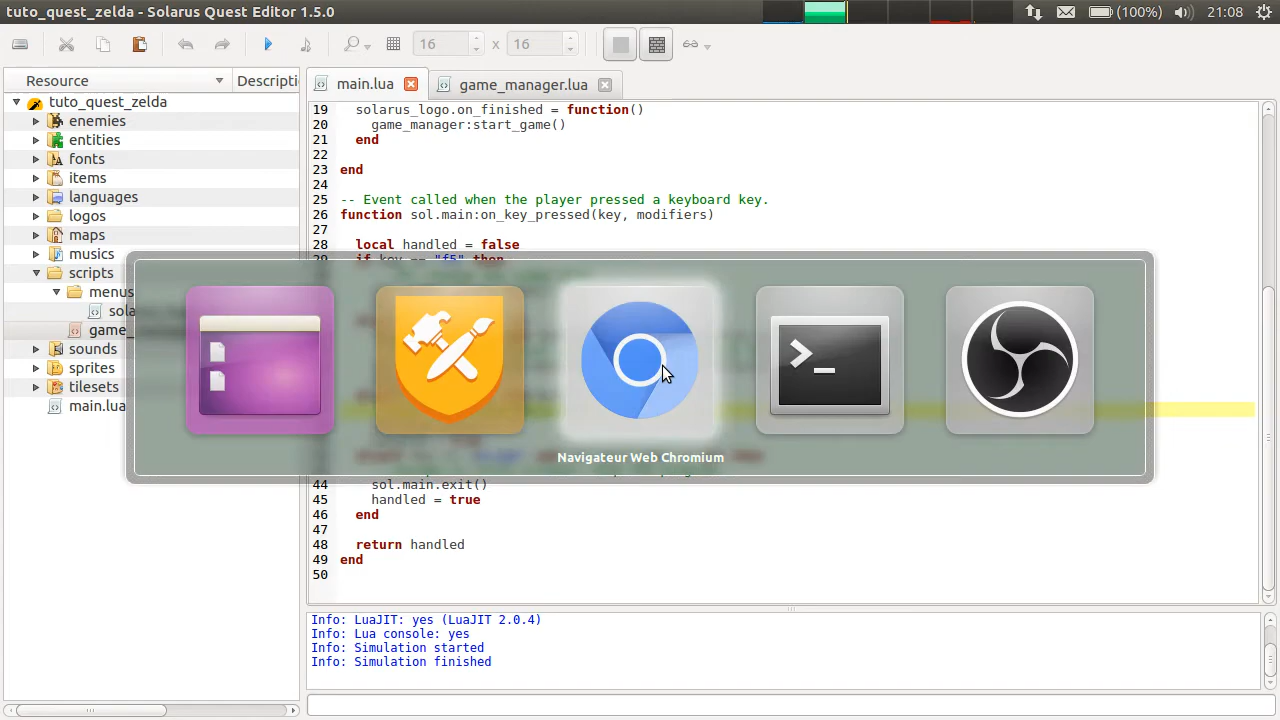 tuto_quest_zelda - Solarus Quest Editor 1.5.0
(100%)
21:08
16
x
16
Resource
Descripti
tuto_quest_zelda
enemies
entities
fonts
items
languages
logos
maps
musics
scripts
menus
sola
game_
sounds
sprites
tilesets
main.lua
main.lua
game_manager.lua
19 solarus_logo.on_finished = function()
20 game_manager:start_game()
21 end
22
23 end
24
25 -- Event called when the player pressed a keyboard key.
26 function sol.main:on_key_pressed(key, modifiers)
27
28 local handled = false
29 if key == "f5" then
Navigateur Web Chromium
44 sol.main.exit()
45 handled = true
46 end
47
48 return handled
49 end
50
Info: LuaJIT: yes (LuaJIT 2.0.4)
Info: Lua console: yes
Info: Simulation started
Info: Simulation finished